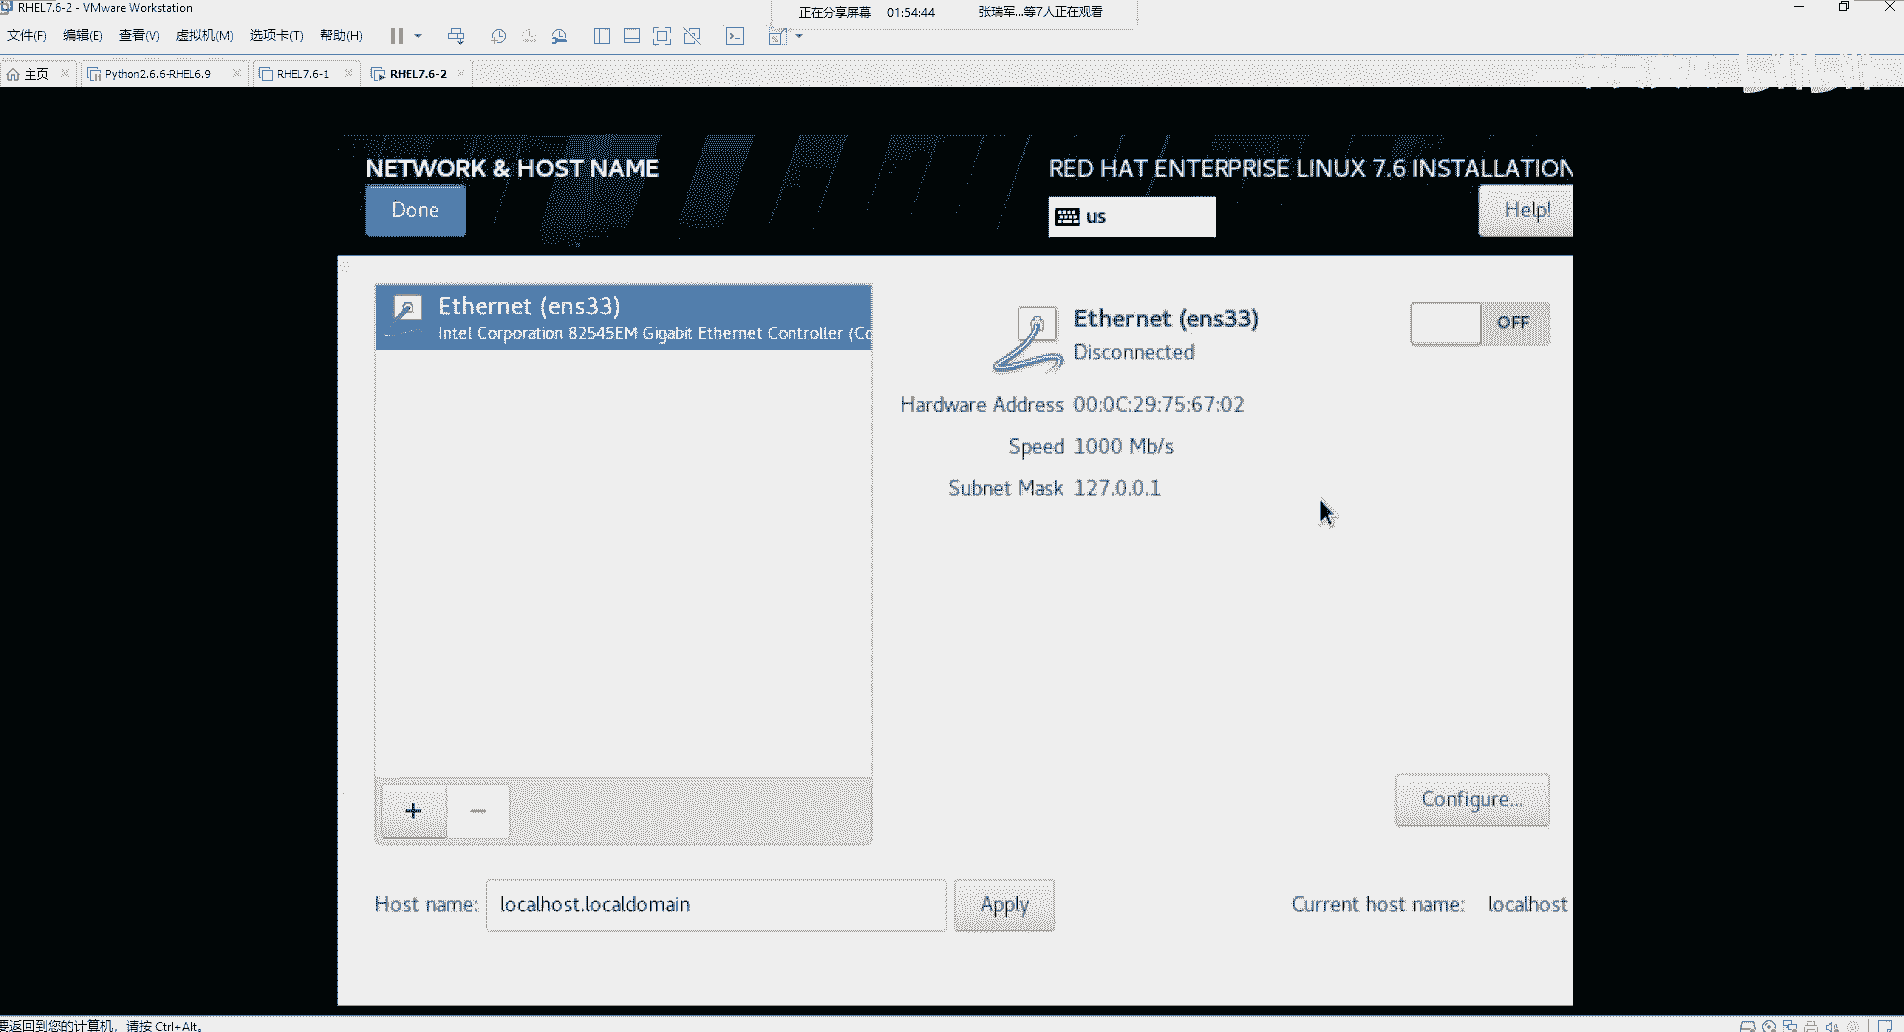 RHEL7.6-2 - VMware Workstation
正在分享屏幕 01:54:44 张瑞军...等7人正在观看
文件(F) 编辑(E) 查看(V) 虚拟机(M) 选项卡(T) 帮助(H)
主页 Python2.6.6-RHEL6.9 RHEL7.6-1 RHEL7.6-2
NETWORK & HOST NAME
RED HAT ENTERPRISE LINUX 7.6 INSTALLATION
Done
us
Help!
Ethernet (ens33)
Intel Corporation 82545EM Gigabit Ethernet Controller (Co
Ethernet (ens33)
OFF
Disconnected
Hardware Address 00:0C:29:75:67:02
Speed 1000 Mb/s
Subnet Mask 127.0.0.1
+ −
Configure...
Host name: localhost.localdomain Apply
Current host name: localhost
要返回到您的计算机，请按 Ctrl+Alt。